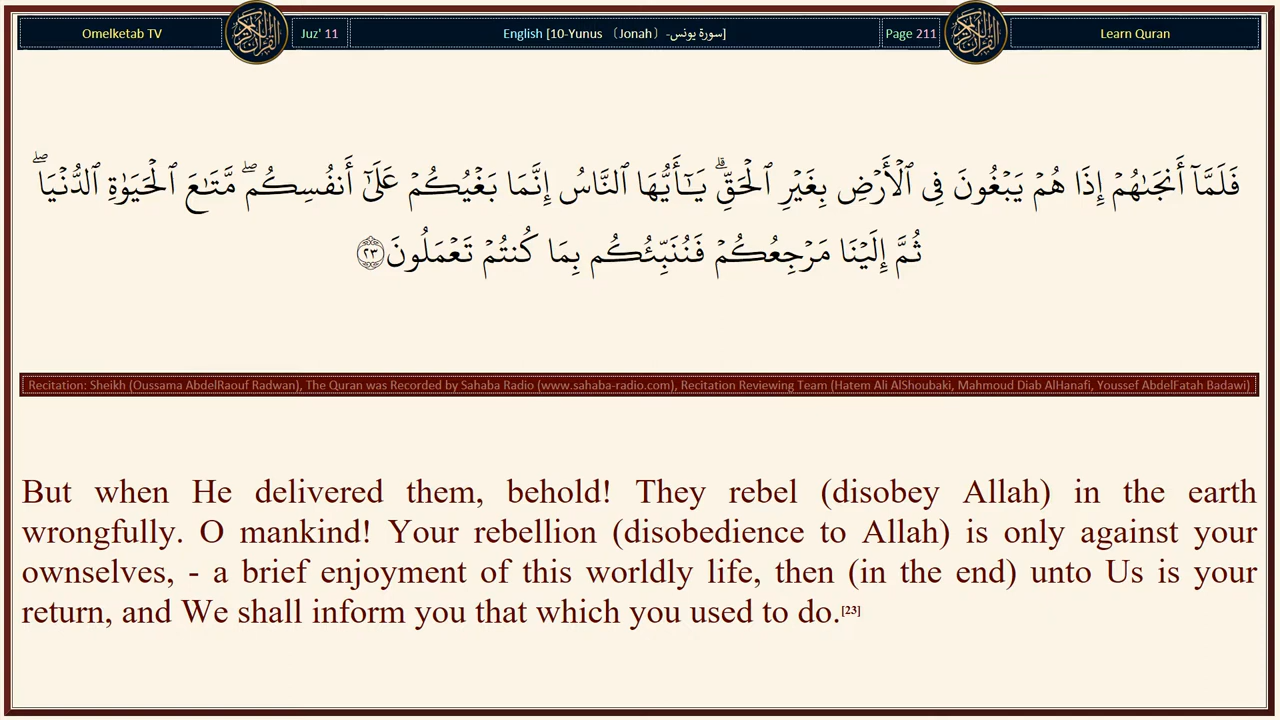 Omelketab TV
Juz' 11
English [10-Yunus （Jonah） -سورة يونس]
Page 211
Learn Quran
فَلَمَّآ أَنجَىٰهُمْ إِذَا هُمْ يَبْغُونَ فِى ٱلْأَرْضِ بِغَيْرِ ٱلْحَقِّ ۗ يَـٰٓأَيُّهَا ٱلنَّاسُ إِنَّمَا بَغْيُكُمْ عَلَىٰٓ أَنفُسِكُم ۖ مَّتَـٰعَ ٱلْحَيَوٰةِ ٱلدُّنْيَا ۖ
ثُمَّ إِلَيْنَا مَرْجِعُكُمْ فَنُنَبِّئُكُم بِمَا كُنتُمْ تَعْمَلُونَ ٢٣
Recitation: Sheikh (Oussama AbdelRaouf Radwan), The Quran was Recorded by Sahaba Radio (www.sahaba-radio.com), Recitation Reviewing Team (Hatem Ali AlShoubaki, Mahmoud Diab AlHanafi, Youssef AbdelFatah Badawi)
But when He delivered them, behold! They rebel (disobey Allah) in the earth
wrongfully. O mankind! Your rebellion (disobedience to Allah) is only against your
ownselves, - a brief enjoyment of this worldly life, then (in the end) unto Us is your
return, and We shall inform you that which you used to do.[23]